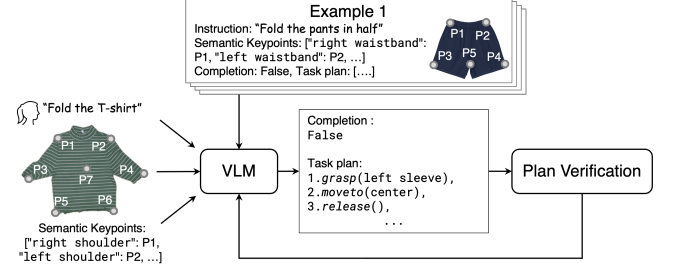 Example 1
Instruction: "Fold the pants in half"
Semantic Keypoints: ["right waistband":
P1, "left waistband": P2, …]
Completion: False, Task plan: [….]
P1 P2
P3 P5 P4
"Fold the T-shirt"
P1 P2
P3 P4
P7
P5 P6
Semantic Keypoints:
["right shoulder": P1,
"left shoulder": P2, …]
VLM
Completion :
False
Task plan:
1.grasp(left sleeve),
2.moveto(center),
3.release(),
...
Plan Verification